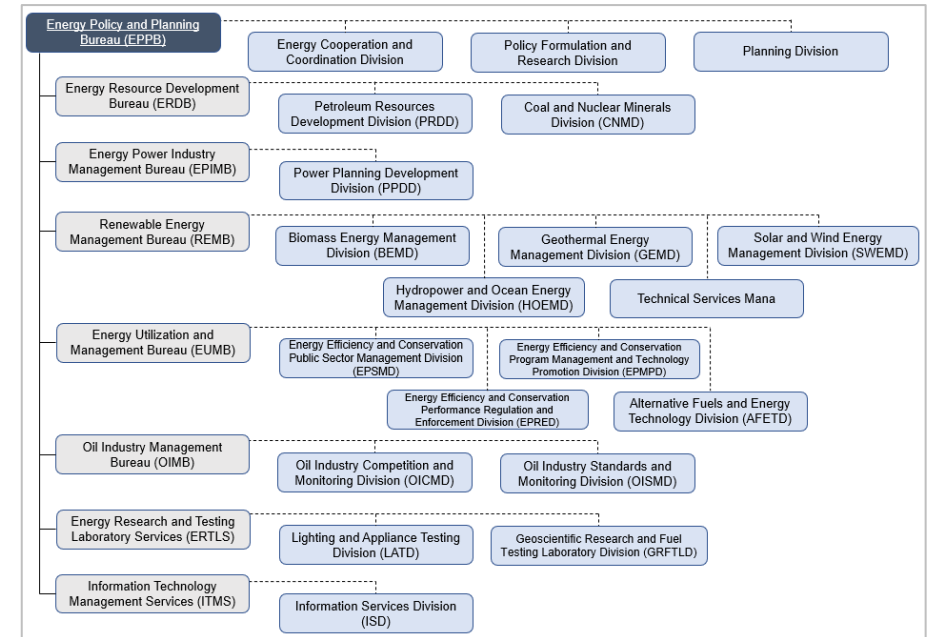 Energy Policy and Planning
Bureau (EPPB)
Energy Cooperation and
Coordination Division
Policy Formulation and
Research Division
Planning Division
Energy Resource Development
Bureau (ERDB)
Petroleum Resources
Development Division (PRDD)
Coal and Nuclear Minerals
Division (CNMD)
Energy Power Industry
Management Bureau (EPIMB)
Power Planning Development
Division (PPDD)
Renewable Energy
Management Bureau (REMB)
Biomass Energy Management
Division (BEMD)
Geothermal Energy
Management Division (GEMD)
Solar and Wind Energy
Management Division (SWEMD)
Hydropower and Ocean Energy
Management Division (HOEMD)
Technical Services Mana
Energy Utilization and
Management Bureau (EUMB)
Energy Efficiency and Conservation
Public Sector Management Division
(EPSMD)
Energy Efficiency and Conservation
Program Management and Technology
Promotion Division (EPMPD)
Energy Efficiency and Conservation
Performance Regulation and
Enforcement Division (EPRED)
Alternative Fuels and Energy
Technology Division (AFETD)
Oil Industry Management
Bureau (OIMB)
Oil Industry Competition and
Monitoring Division (OICMD)
Oil Industry Standards and
Monitoring Division (OISMD)
Energy Research and Testing
Laboratory Services (ERTLS)
Lighting and Appliance Testing
Division (LATD)
Geoscientific Research and Fuel
Testing Laboratory Division (GRFTLD)
Information Technology
Management Services (ITMS)
Information Services Division
(ISD)